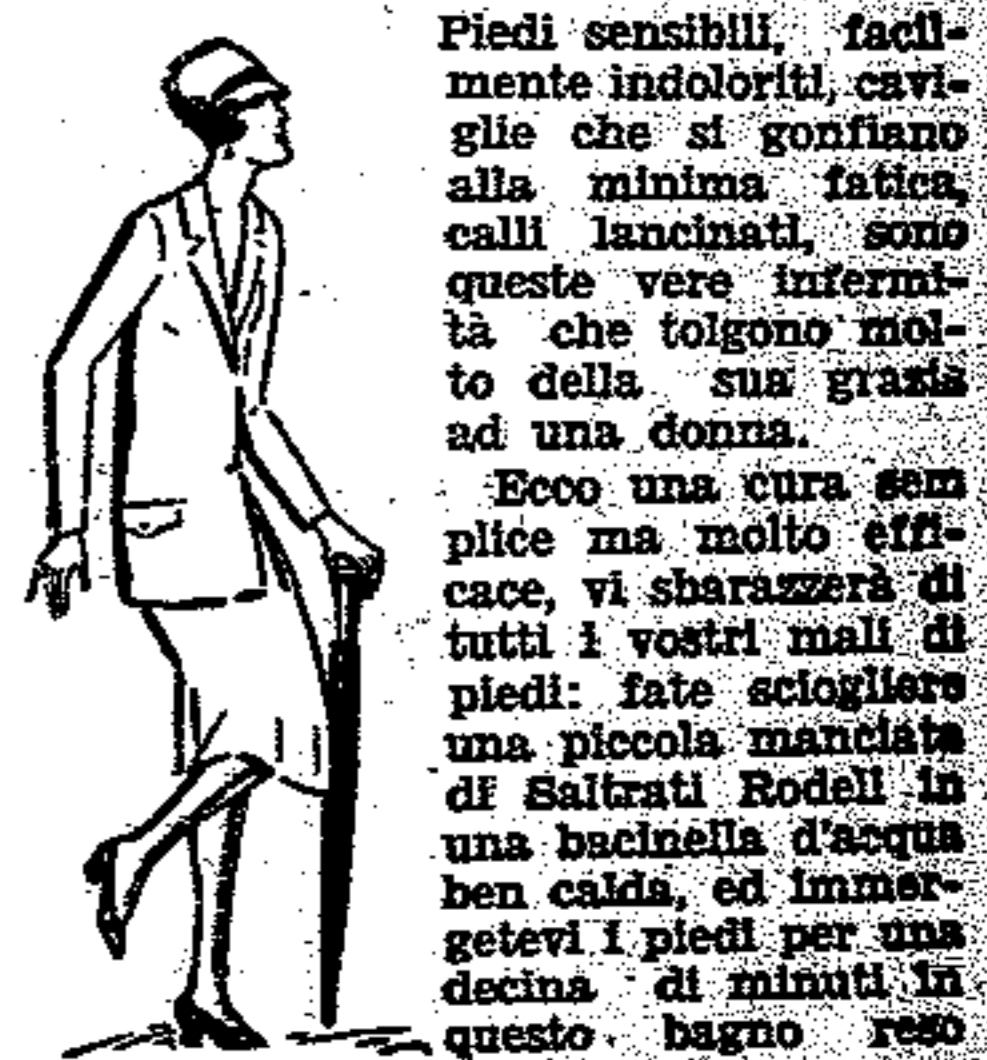 Piedi sensibili, facil-
mente indoloriti, cavi-
glie che si gonfiano
alla minima fatica,
calli lancinati, sono
queste vere infermi-
tà che tolgono mol-
to della sua grazia
ad una donna.
Ecco una cura sem
plice ma molto effi-
cace, vi sbarazzerà di
tutti i vostri mali di
piedi: fate sciogliere
una piccola manciata
di Saltrati Rodell in
una bacinella d'acqua
ben calda, ed immer-
getevi i piedi per una
decina di minuti in
questo bagno reso